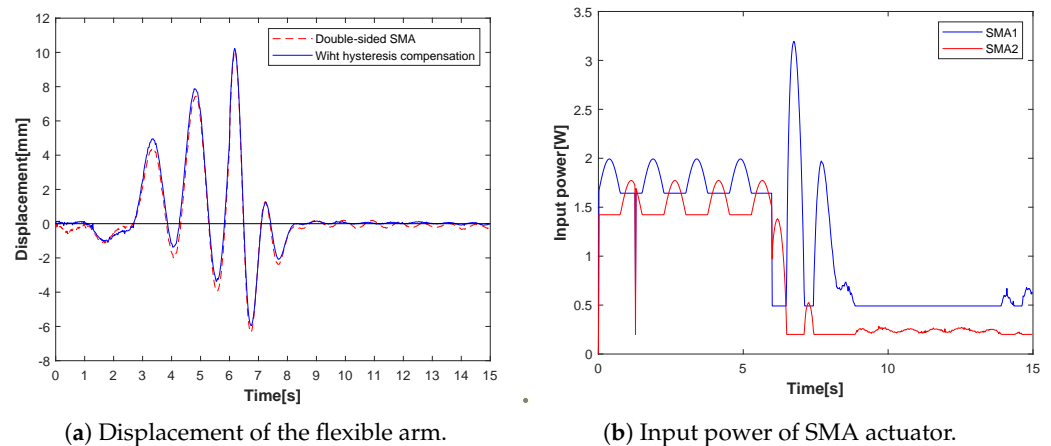 Double-sided SMA
Wiht hysteresis compensation
Displacement[mm]
12
10
8
6
4
2
0
-2
-4
-6
-8
0 1 2 3 4 5 6 7 8 9 10 11 12 13 14 15
Time[s]
(a) Displacement of the flexible arm.
SMA1
SMA2
Input power[W]
3.5
3
2.5
2
1.5
1
0.5
0
0 5 10 15
Time[s]
(b) Input power of SMA actuator.